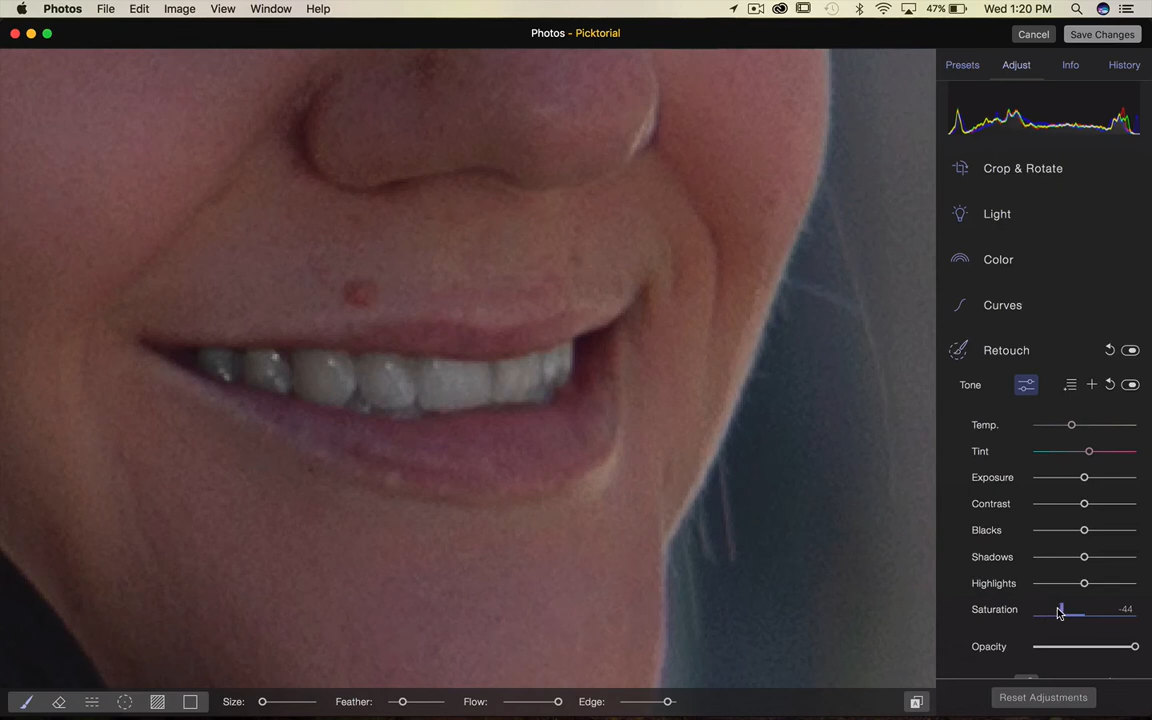 Photos File Edit Image View Window Help 47% Wed 1:20 PM
Photos - Picktorial Cancel Save Changes
Presets Adjust Info History
Crop & Rotate
Light
Color
Curves
Retouch
Tone
Temp.
Tint
Exposure
Contrast
Blacks
Shadows
Highlights
Saturation -44
Opacity
Size: Feather: Flow: Edge: A Reset Adjustments